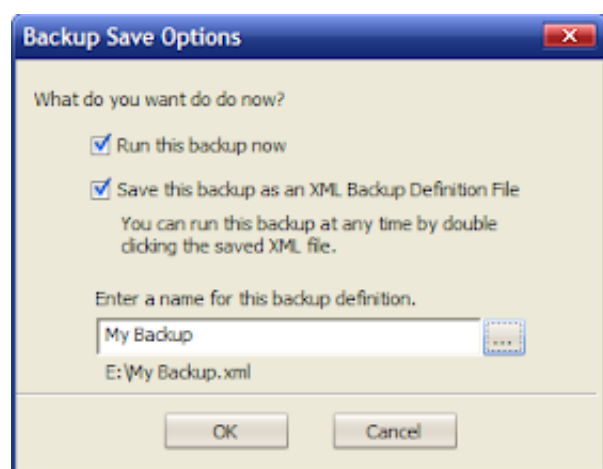 Backup Save Options
What do you want do do now?
Run this backup now
Save this backup as an XML Backup Definition File
You can run this backup at any time by double
clicking the saved XML file.
Enter a name for this backup definition.
My Backup
...
E:\My Backup.xml
OK
Cancel